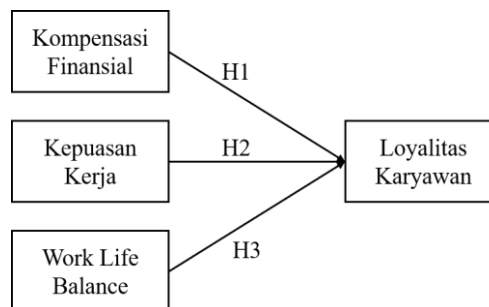 Kompensasi
Finansial
H1
Kepuasan
Kerja
H2
Loyalitas
Karyawan
Work Life
Balance
H3